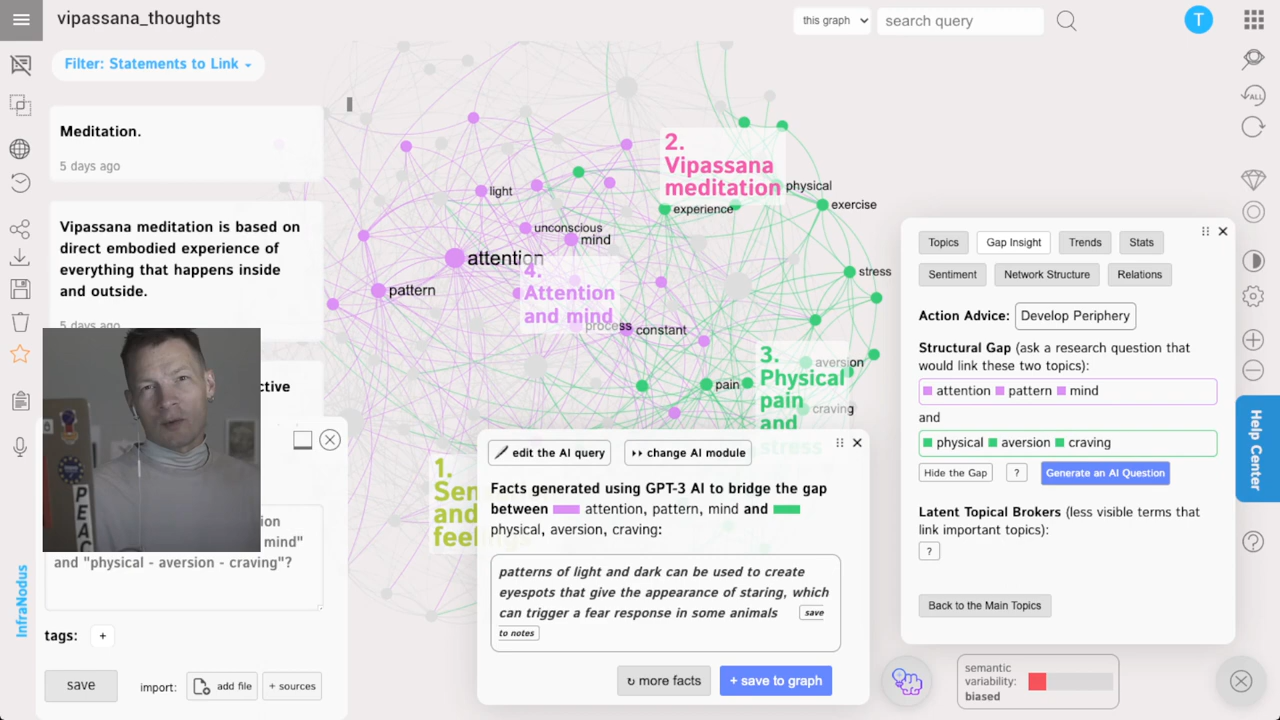 vipassana_thoughts
this graph
search query
T
Filter: Statements to Link
ALL
Meditation.
5 days ago
Vipassana meditation is based on
direct embodied experience of
everything that happens inside
and outside.
5 days ago
2.
Vipassana
meditation
physical
experience
exercise
light
unconscious
mind
attention
4.
Attention
and mind
pattern
process
constant
stress
3.
Physical
pain
and
stress
aversion
pain
craving
1.
and
Topics
Gap Insight
Trends
Stats
Sentiment
Network Structure
Relations
Action Advice: Develop Periphery
Structural Gap (ask a research question that
would link these two topics):
attention pattern mind
and
physical aversion craving
Hide the Gap
?
Generate an AI Question
Latent Topical Brokers (less visible terms that
link important topics):
?
Back to the Main Topics
Help Center
edit the AI query
change AI module
Facts generated using GPT-3 AI to bridge the gap
between attention, pattern, mind and
physical, aversion, craving:
patterns of light and dark can be used to create
eyespots that give the appearance of staring, which
can trigger a fear response in some animals save
to notes
more facts
+ save to graph
PEAC
mind"
and "physical - aversion - craving"?
tags: +
save
import:
add file
+ sources
InfraNodus
semantic
variability:
biased